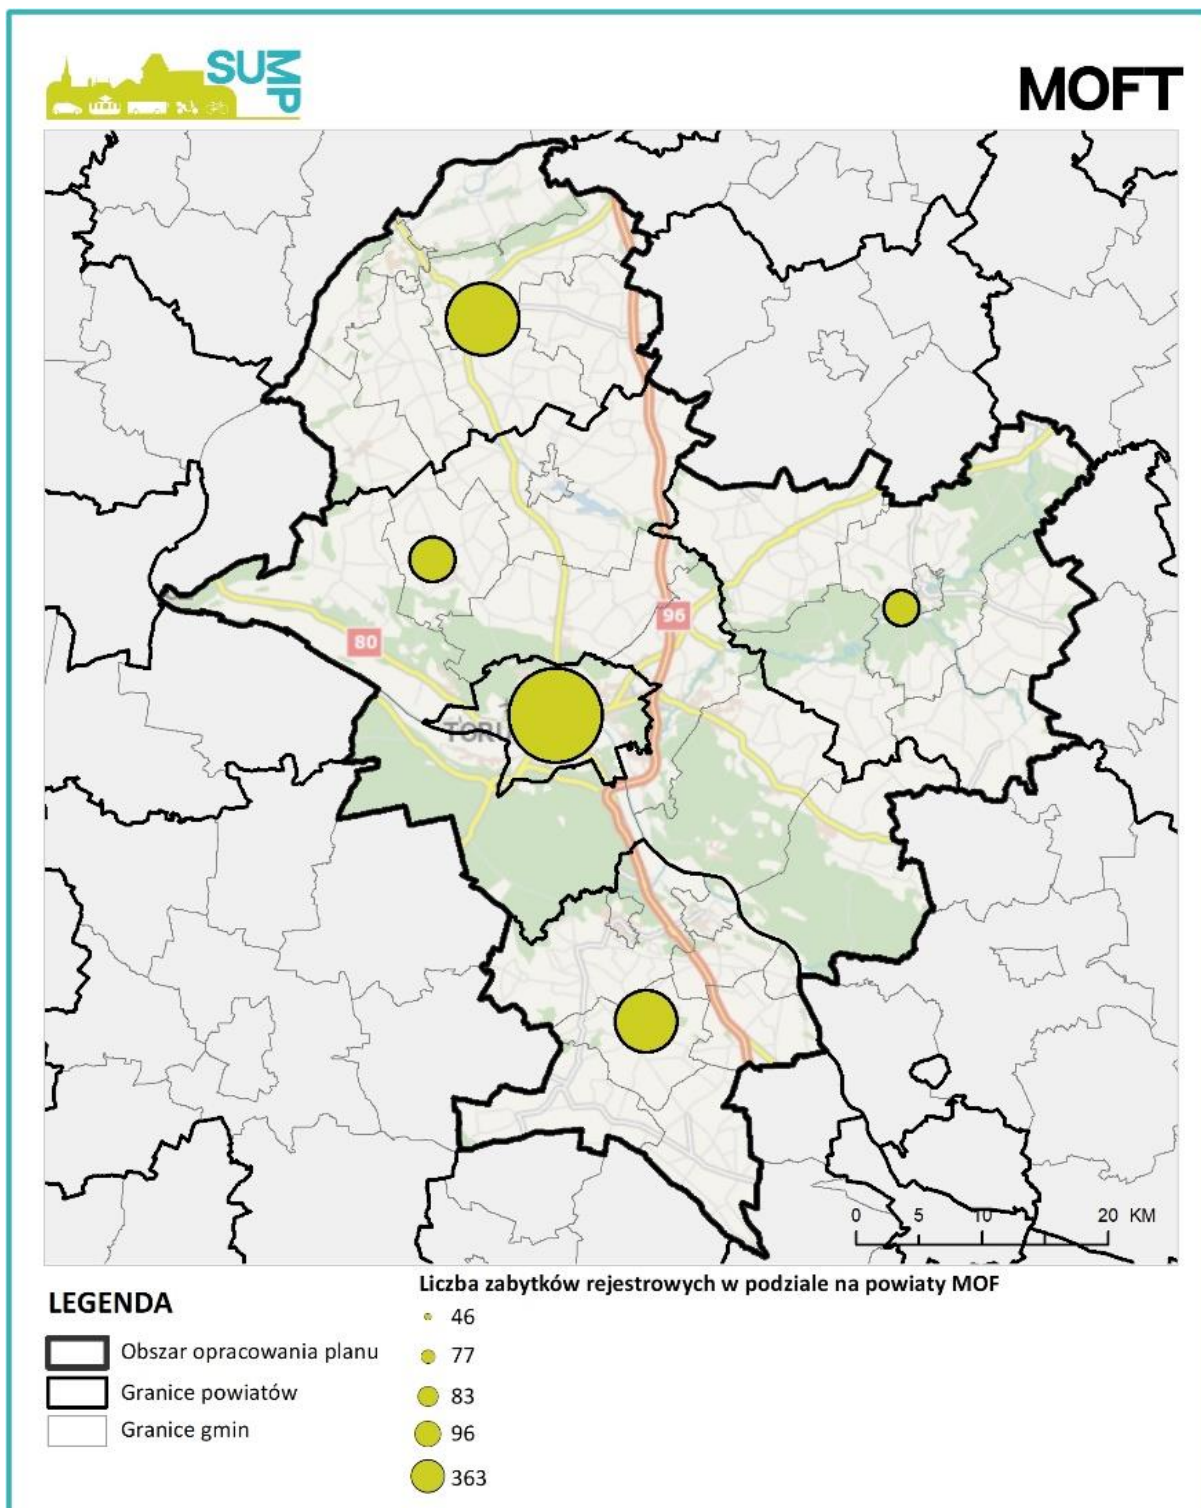 SUMP
MOFT
96
80
TORU
0 5 10 20 KM
LEGENDA
Obszar opracowania planu
Granice powiatów
Granice gmin
Liczba zabytków rejestrowych w podziale na powiaty MOF
46
77
83
96
363